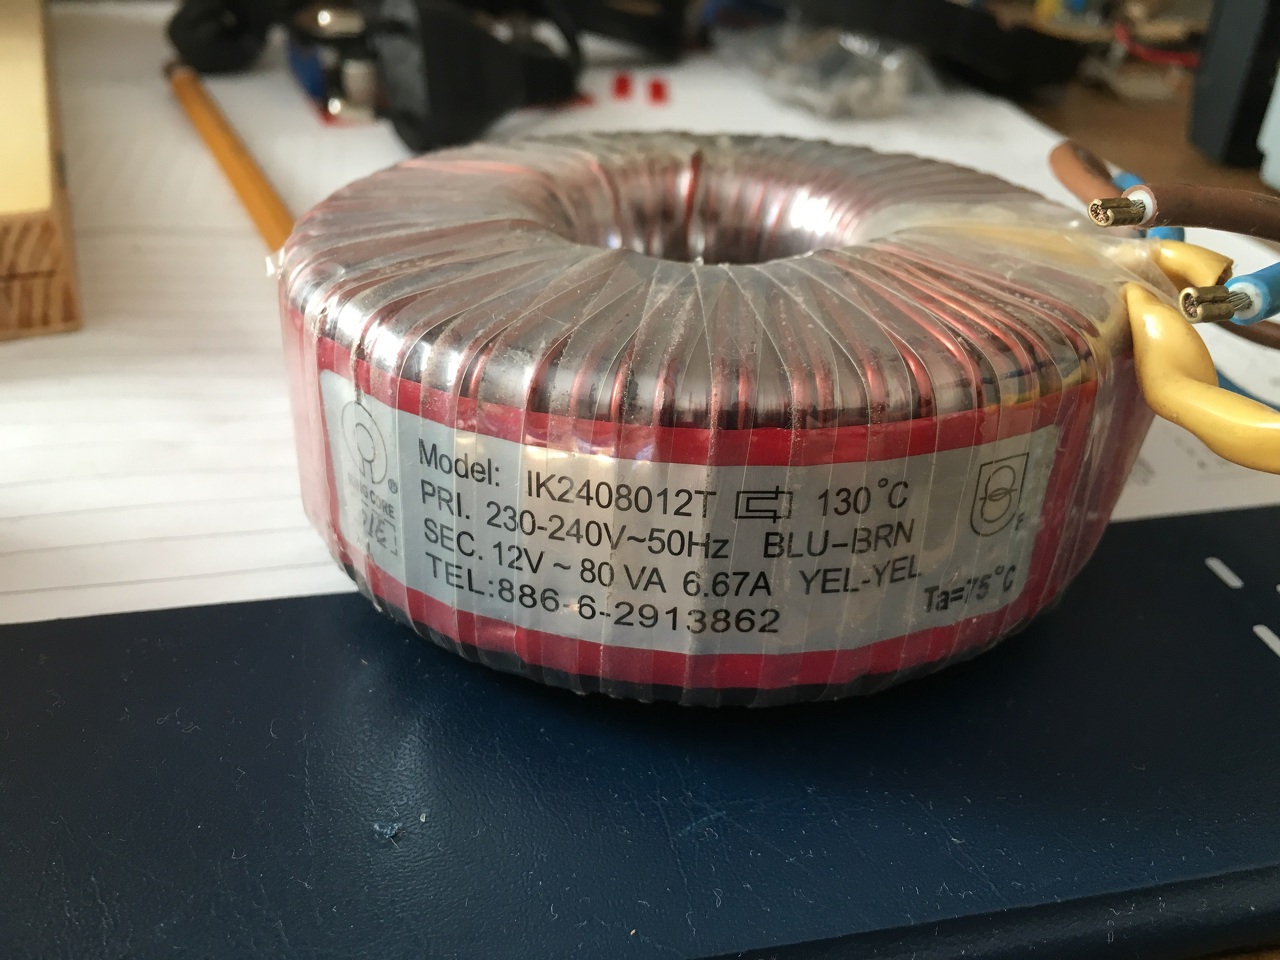 Model: IK2408012T 130°C
PRI. 230-240V~50Hz BLU-BRN
SEC. 12V ~ 80 VA 6.67A YEL-YEL
TEL:886-6-2913862 Ta=75°C
CORE
F